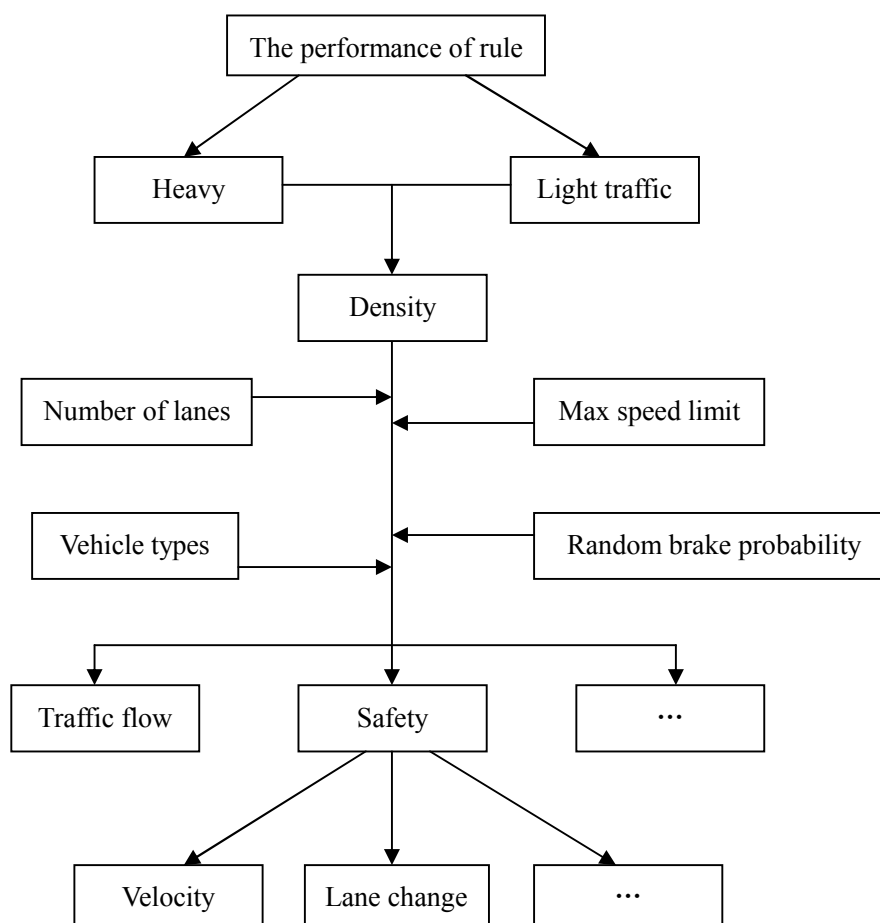 The performance of rule
Heavy
Light traffic
Density
Number of lanes
Max speed limit
Vehicle types
Random brake probability
Traffic flow
Safety
…
Velocity
Lane change
…